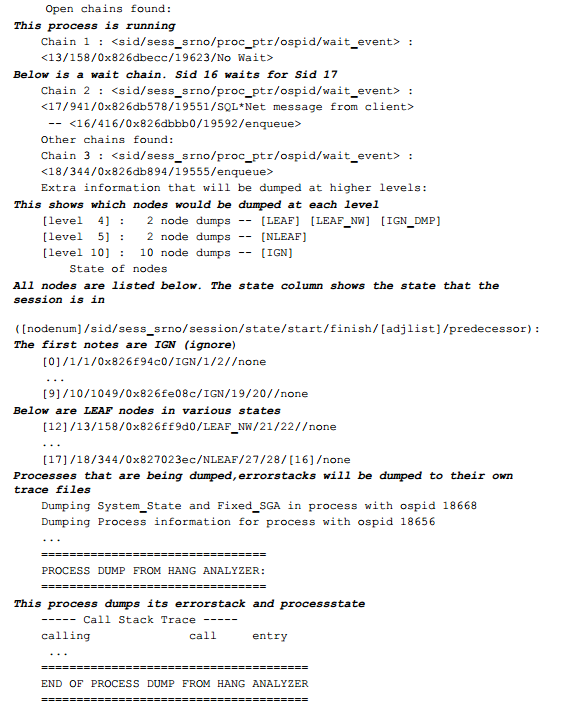 Open chains found:
This process is running
Chain 1 : <sid/sess_srno/proc_ptr/ospid/wait_event> :
<13/158/0x826dbecc/19623/No Wait>
Below is a wait chain. Sid 16 waits for Sid 17
Chain 2 : <sid/sess_srno/proc_ptr/ospid/wait_event> :
<17/941/0x826db578/19551/SQL*Net message from client>
-- <16/416/0x826dbbb0/19592/enqueue>
Other chains found:
Chain 3 : <sid/sess_srno/proc_ptr/ospid/wait_event> :
<18/344/0x826db894/19555/enqueue>
Extra information that will be dumped at higher levels:
This shows which nodes would be dumped at each level
[level  4] :   2 node dumps -- [LEAF] [LEAF_NW] [IGN_DMP]
[level  5] :   2 node dumps -- [NLEAF]
[level 10] :  10 node dumps -- [IGN]
State of nodes
All nodes are listed below. The state column shows the state that the
session is in
([nodenum]/sid/sess_srno/session/state/start/finish/[adjlist]/predecessor):
The first notes are IGN (ignore)
[0]/1/1/0x826f94c0/IGN/1/2//none
...
[9]/10/1049/0x826fe08c/IGN/19/20//none
Below are LEAF nodes in various states
[12]/13/158/0x826ff9d0/LEAF_NW/21/22//none
...
[17]/18/344/0x827023ec/NLEAF/27/28/[16]/none
Processes that are being dumped,errorstacks will be dumped to their own
trace files
Dumping System_State and Fixed_SGA in process with ospid 18668
Dumping Process information for process with ospid 18656
...
================================
PROCESS DUMP FROM HANG ANALYZER:
================================
This process dumps its errorstack and processstate
----- Call Stack Trace -----
calling              call     entry
...
======================================
END OF PROCESS DUMP FROM HANG ANALYZER
======================================